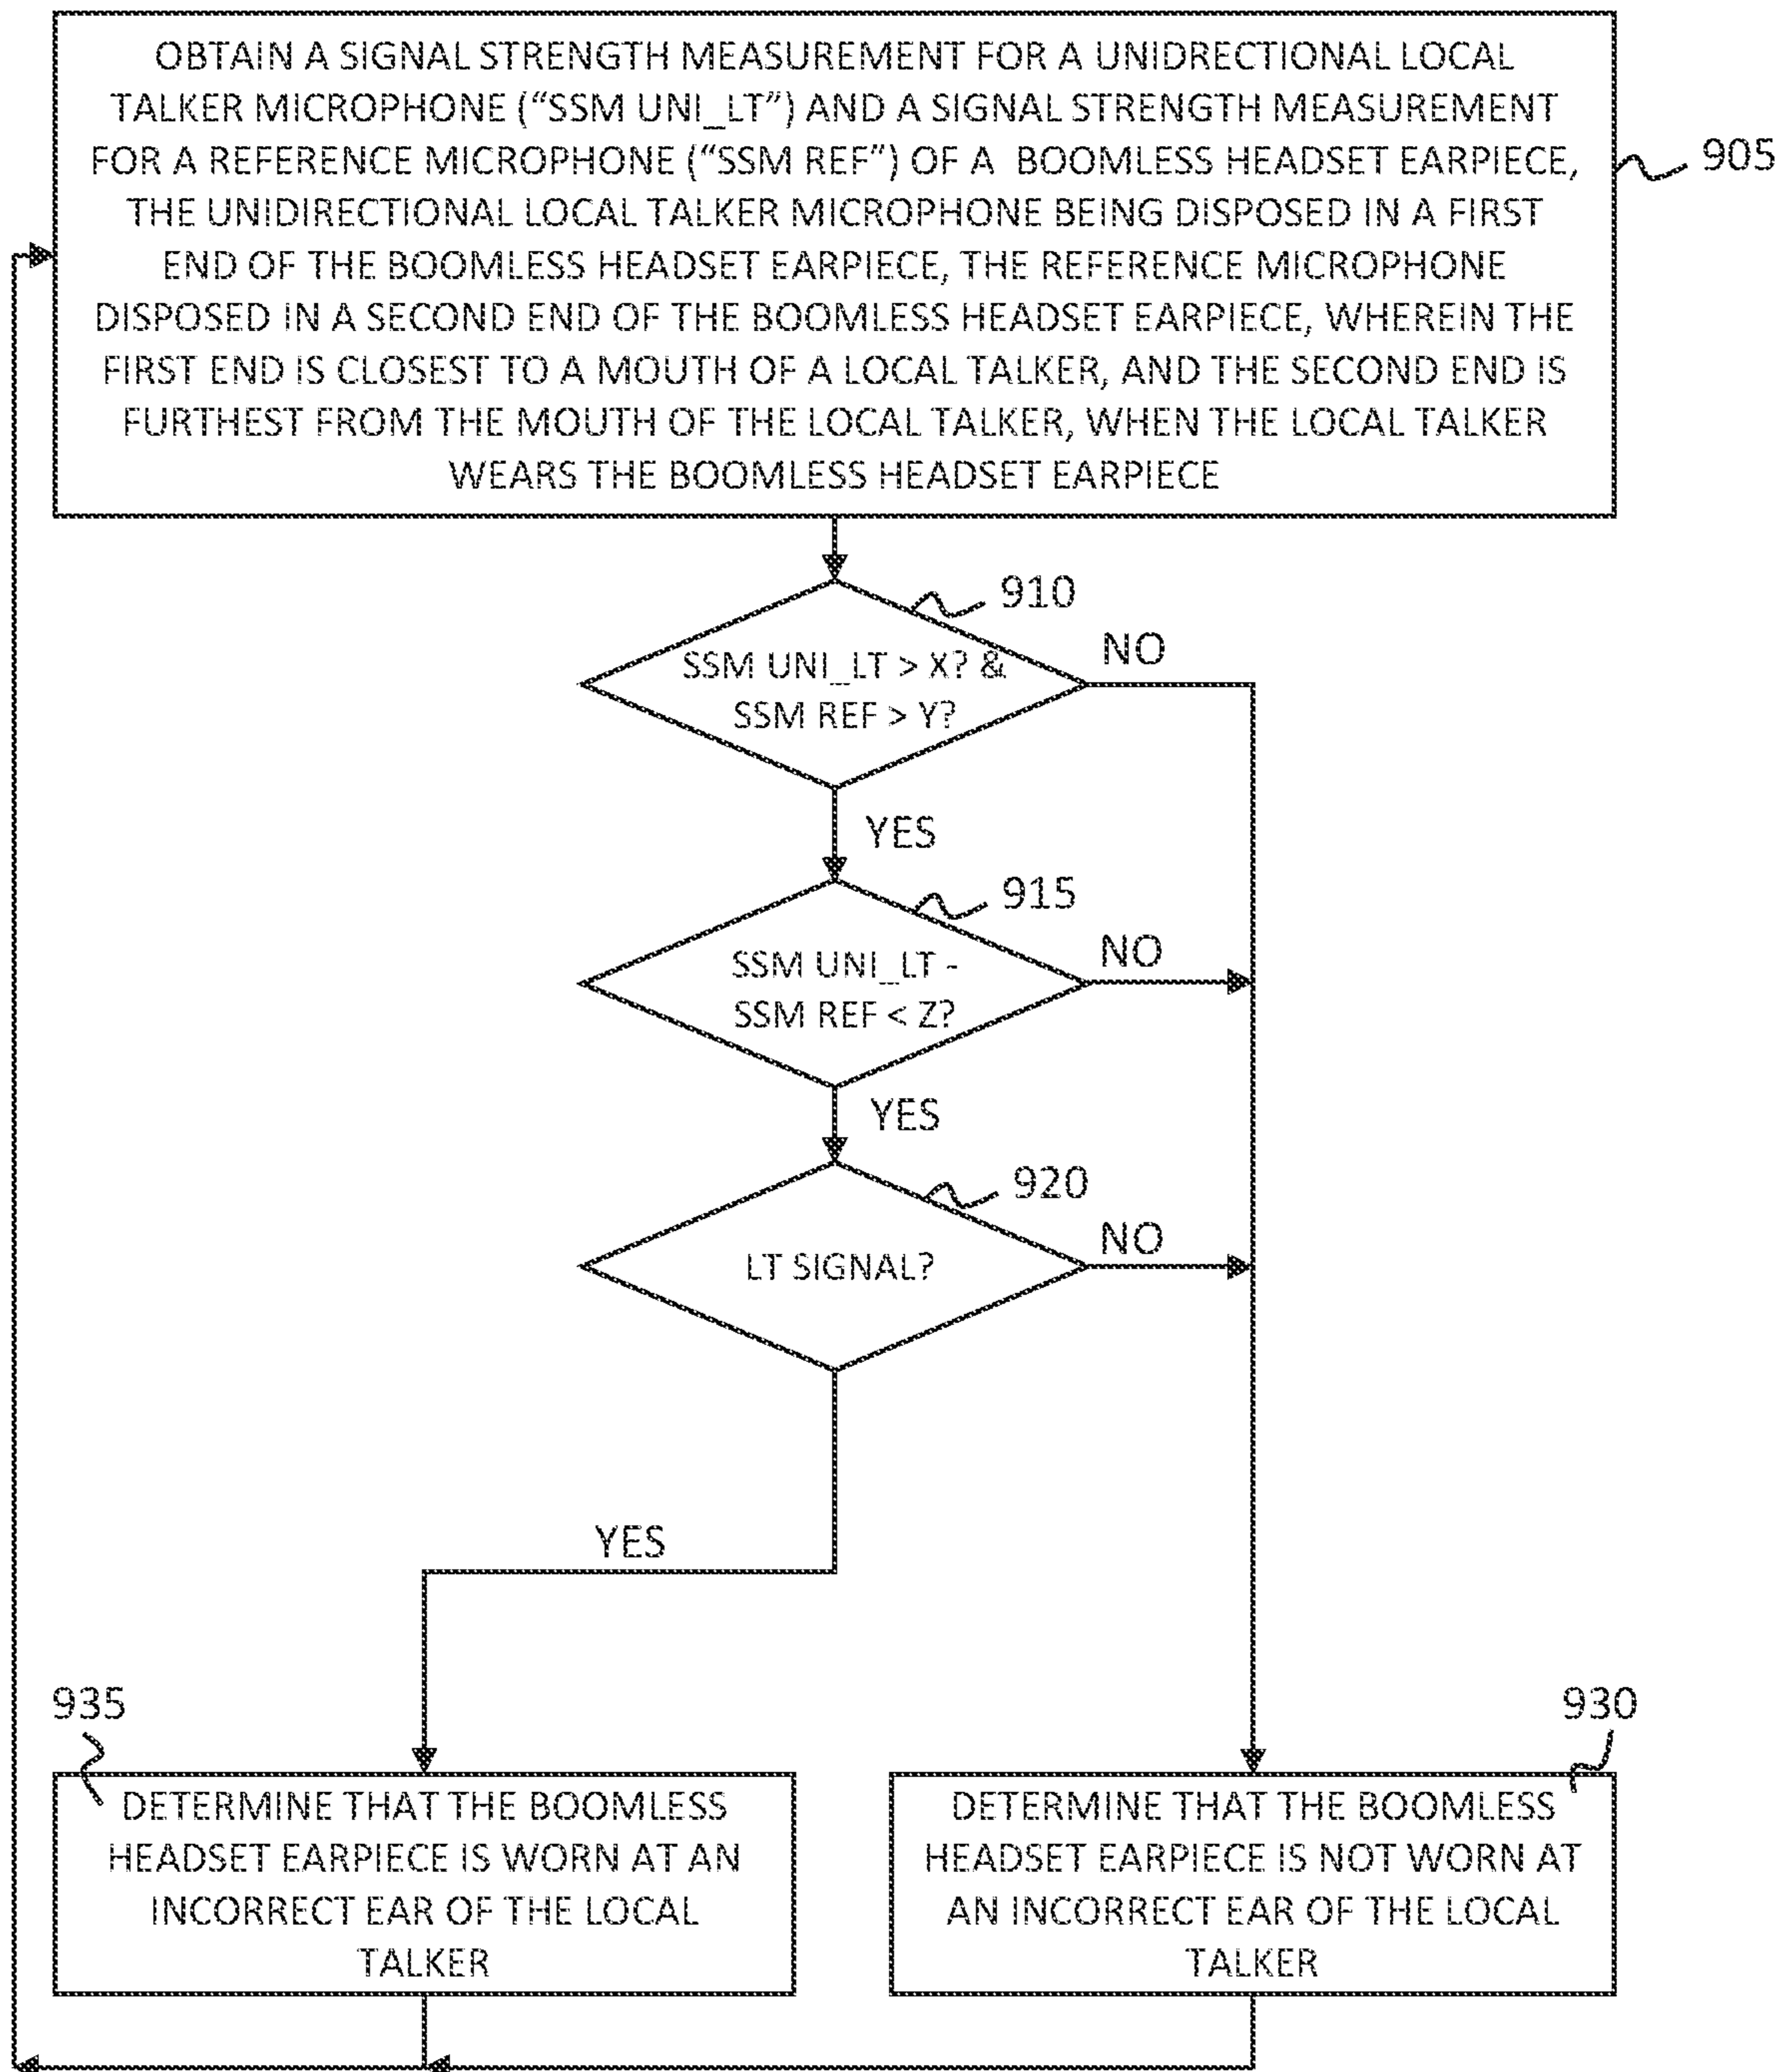 OBTAIN A SIGNAL STRENGTH MEASUREMENT FOR A UNIDIRECTIONAL LOCAL
TALKER MICROPHONE (“SSM UNI_LT”) AND A SIGNAL STRENGTH MEASUREMENT
FOR A REFERENCE MICROPHONE (“SSM REF”) OF A BOOMLESS HEADSET EARPIECE,
THE UNIDIRECTIONAL LOCAL TALKER MICROPHONE BEING DISPOSED IN A FIRST
END OF THE BOOMLESS HEADSET EARPIECE, THE REFERENCE MICROPHONE
DISPOSED IN A SECOND END OF THE BOOMLESS HEADSET EARPIECE, WHEREIN THE
FIRST END IS CLOSEST TO A MOUTH OF A LOCAL TALKER, AND THE SECOND END IS
FURTHEST FROM THE MOUTH OF THE LOCAL TALKER, WHEN THE LOCAL TALKER
WEARS THE BOOMLESS HEADSET EARPIECE
905
910
SSM UNI_LT > X? &
SSM REF > Y?
NO
YES
915
SSM UNI_LT -
SSM REF < Z?
NO
YES
920
LT SIGNAL?
NO
YES
935
DETERMINE THAT THE BOOMLESS
HEADSET EARPIECE IS WORN AT AN
INCORRECT EAR OF THE LOCAL
TALKER
930
DETERMINE THAT THE BOOMLESS
HEADSET EARPIECE IS NOT WORN AT
AN INCORRECT EAR OF THE LOCAL
TALKER